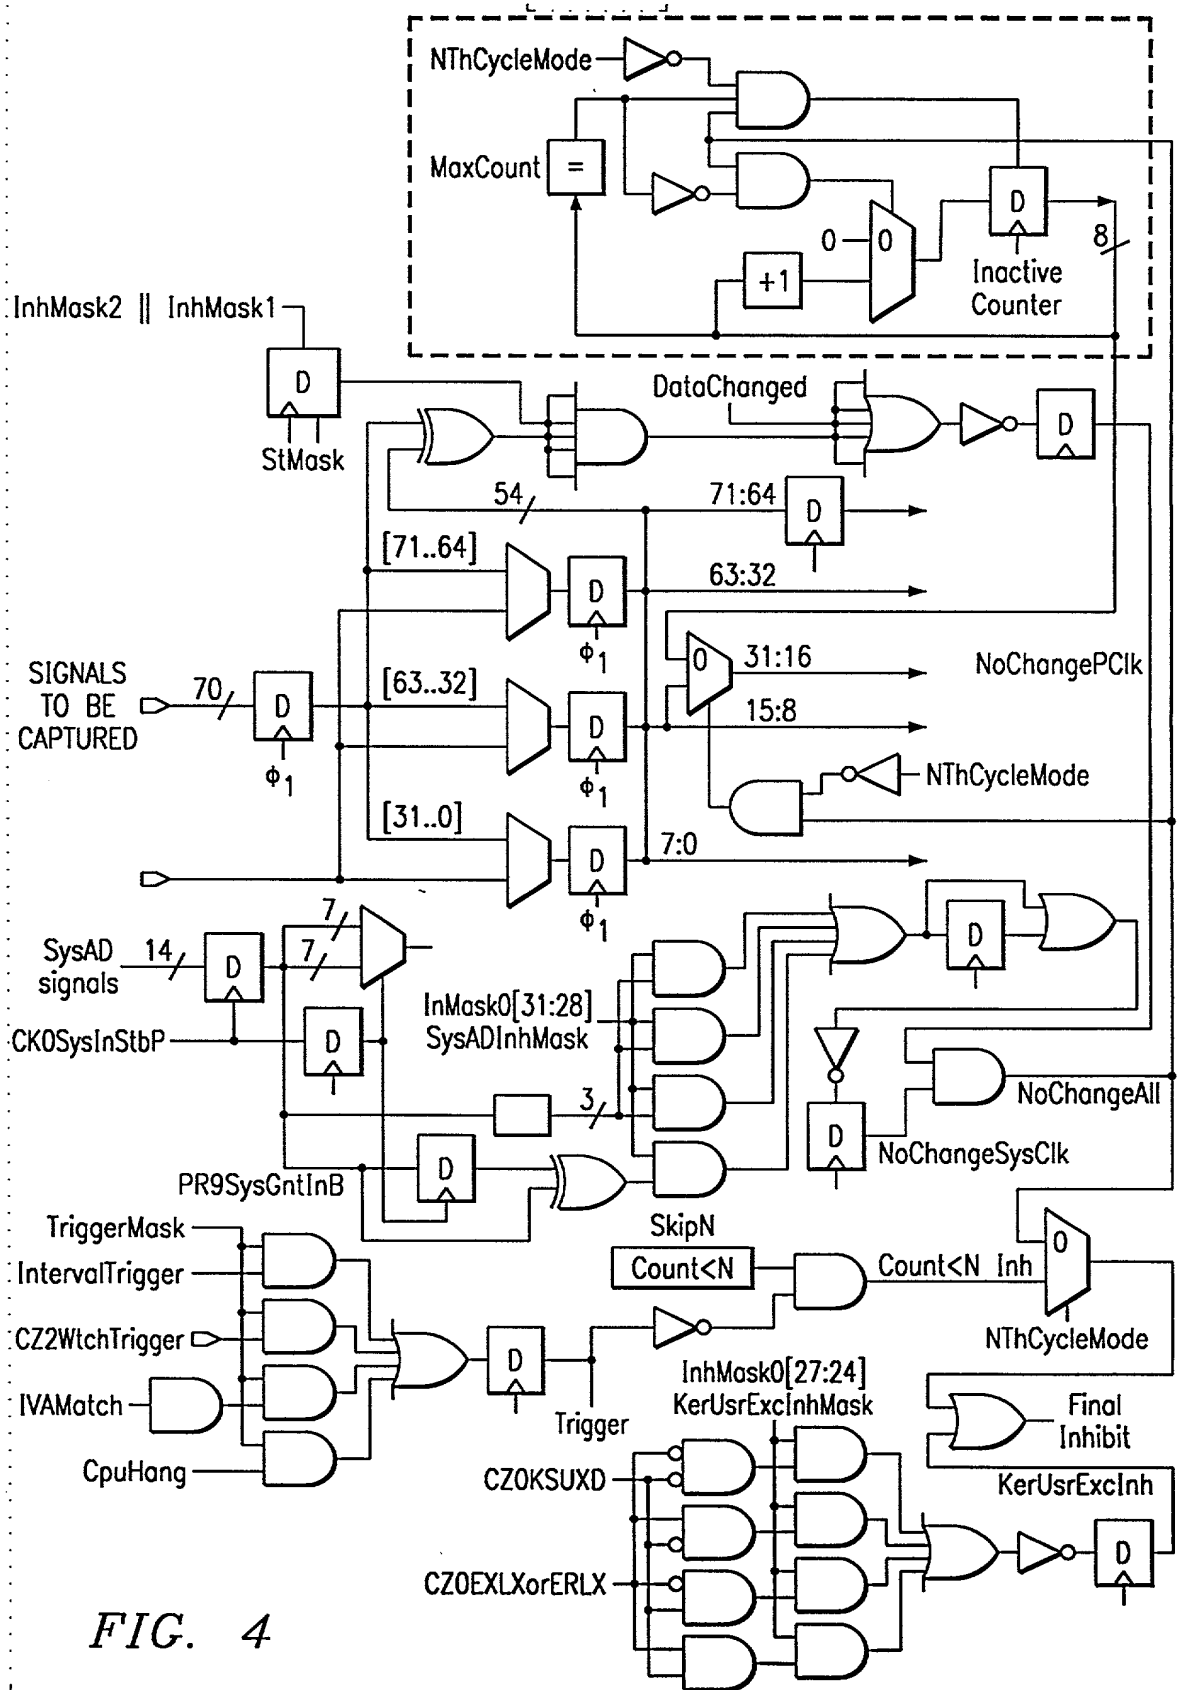 NThCycleMode
MaxCount
=
D
0
0
8
+1
Inactive
Counter
InhMask2 || InhMask1
D
StMask
DataChanged
D
54
71:64
D
[71..64]
D
63:32
ϕ1
SIGNALS
TO BE
CAPTURED
70
D
ϕ1
[63..32]
D
ϕ1
0
31:16
NoChangePClk
15:8
NThCycleMode
[31..0]
D
7:0
ϕ1
SysAD
signals
14
D
7
7
D
CK0SysInStbP
D
InMask0[31:28]
SysADInhMask
3
NoChangeAll
D
NoChangeSysClk
PR9SysGntInB
D
TriggerMask
IntervalTrigger
CZ2WtchTrigger
IVAMatch
CpuHang
D
Trigger
SkipN
Count<N
Count<N Inh
0
NThCycleMode
InhMask0[27:24]
KerUsrExcInhMask
Final
Inhibit
KerUsrExcInh
CZ0KSUXD
CZ0EXLXorERLX
D
FIG. 4